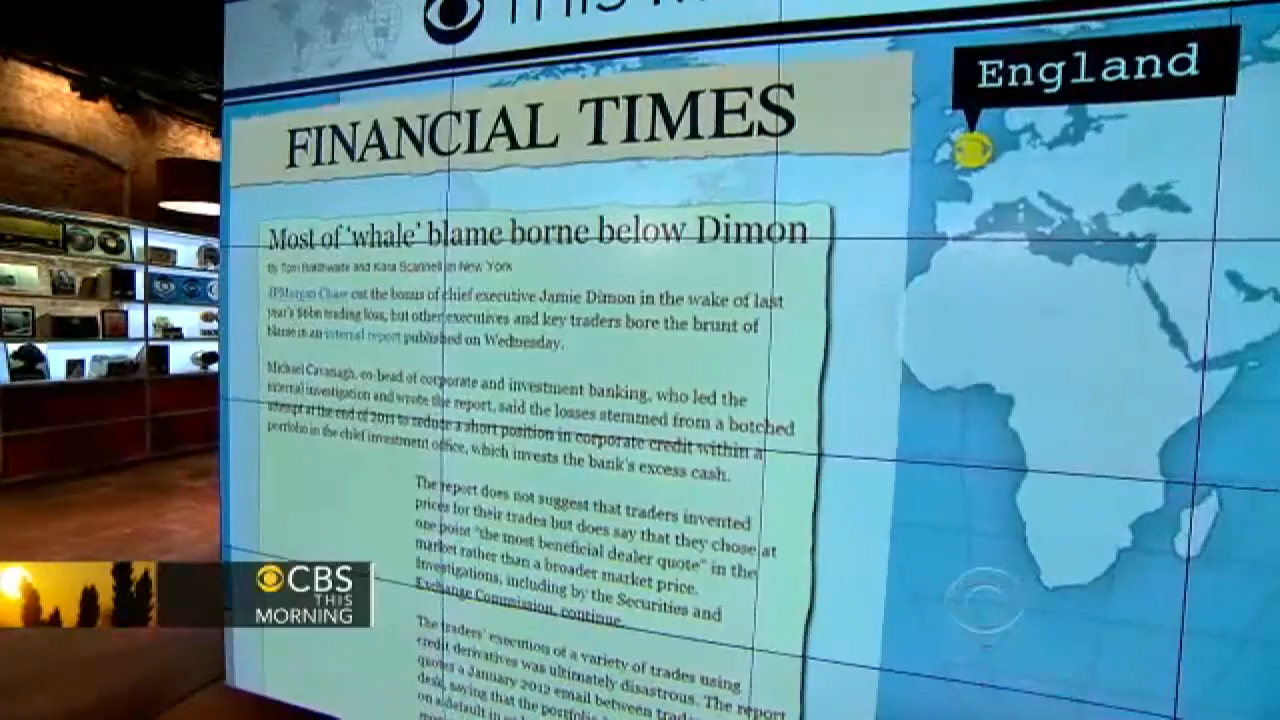 THIS M
England
FINANCIAL TIMES
Most of 'whale' blame borne below Dimon
By Tom Braithwaite and Kara Scannell in New York
JPMorgan Chase cut the bonus of chief executive Jamie Dimon in the wake of last
year's $6bn trading loss, but other executives and key traders bore the brunt of
blame in an internal report published on Wednesday.
Michael Cavanagh, co-head of corporate and investment banking, who led the
internal investigation and wrote the report, said the losses stemmed from a botched
attempt at the end of 2011 to reduce a short position in corporate credit within a
portfolio in the chief investment office, which invests the bank's excess cash.
The report does not suggest that traders invented
prices for their trades but does say that they chose at
one point "the most beneficial dealer quote" in the
market rather than a broader market price.
Investigations, including by the Securities and
Exchange Commission, continue.
The traders' execution of a variety of trades using
credit derivatives was ultimately disastrous. The report
quotes a January 2012 email between
desk, saying that the portfolio
on a default in
CBS
THIS
MORNING